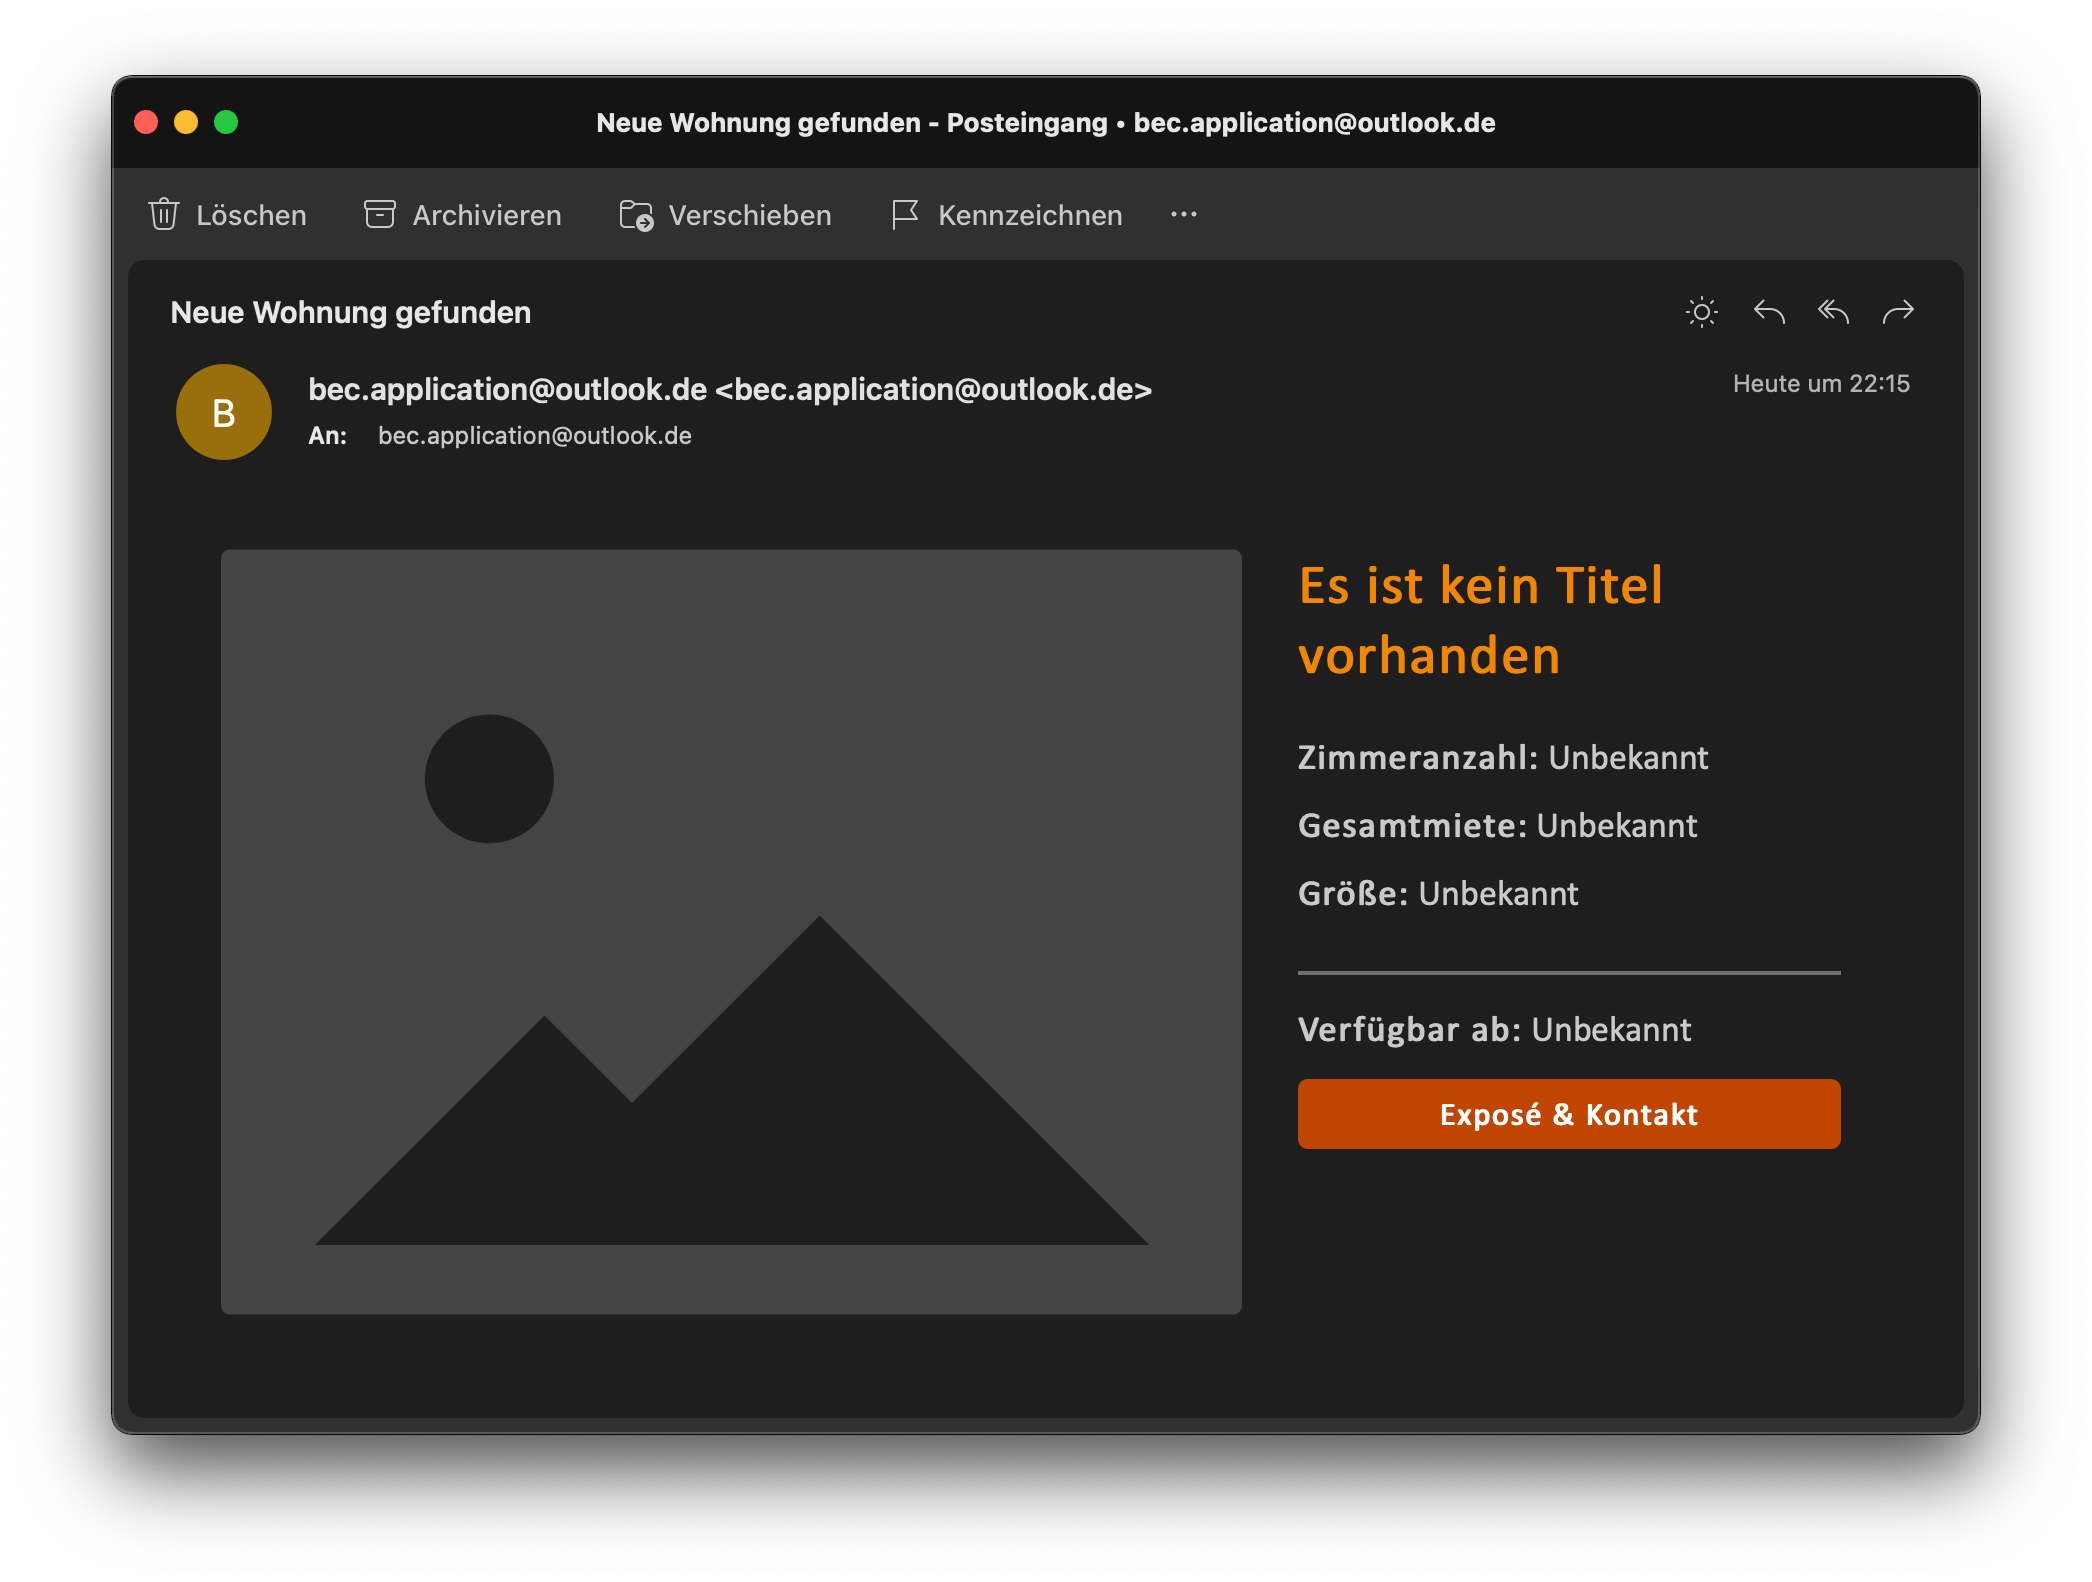 Neue Wohnung gefunden - Posteingang • bec.application@outlook.de
Löschen Archivieren Verschieben Kennzeichnen ···
Neue Wohnung gefunden
B
bec.application@outlook.de <bec.application@outlook.de>
Heute um 22:15
An: bec.application@outlook.de
Es ist kein Titel
vorhanden
Zimmeranzahl: Unbekannt
Gesamtmiete: Unbekannt
Größe: Unbekannt
Verfügbar ab: Unbekannt
Exposé & Kontakt